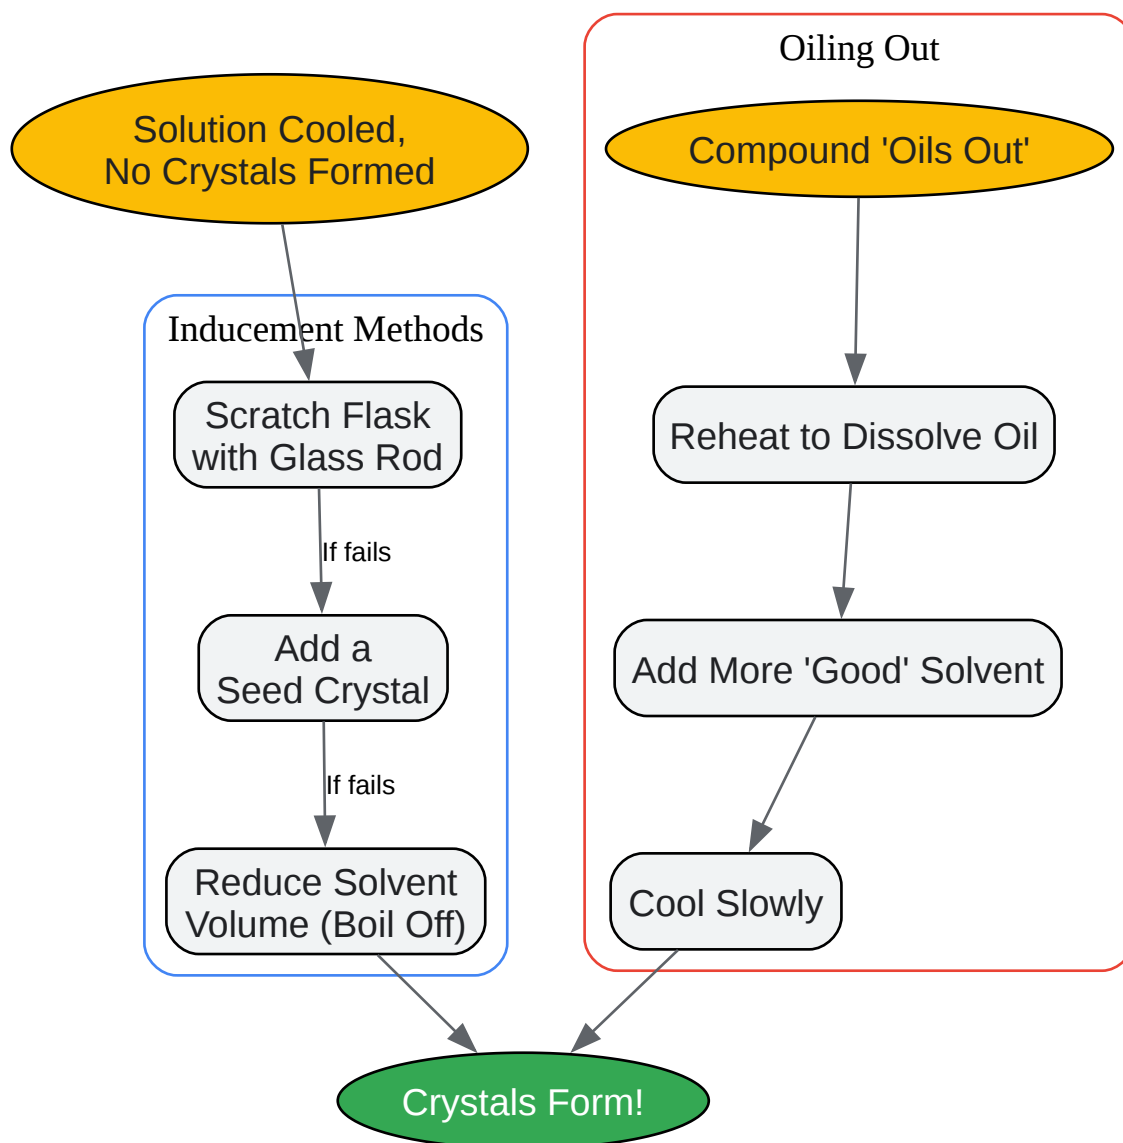 Solution Cooled,
No Crystals Formed
Inducement Methods
Scratch Flask
with Glass Rod
If fails
Add a
Seed Crystal
If fails
Reduce Solvent
Volume (Boil Off)
Oiling Out
Compound 'Oils Out'
Reheat to Dissolve Oil
Add More 'Good' Solvent
Cool Slowly
Crystals Form!